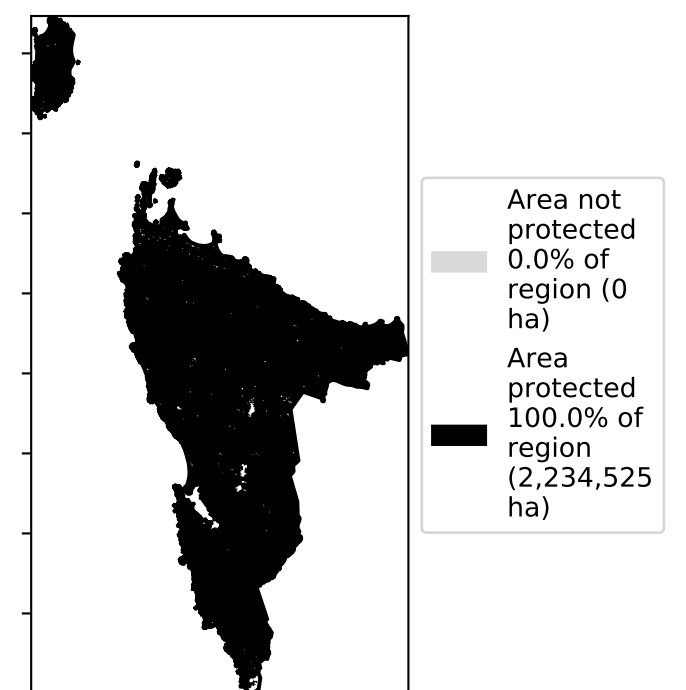 Area not
protected
0.0% of
region (0
ha)
Area
protected
100.0% of
region
(2,234,525
ha)